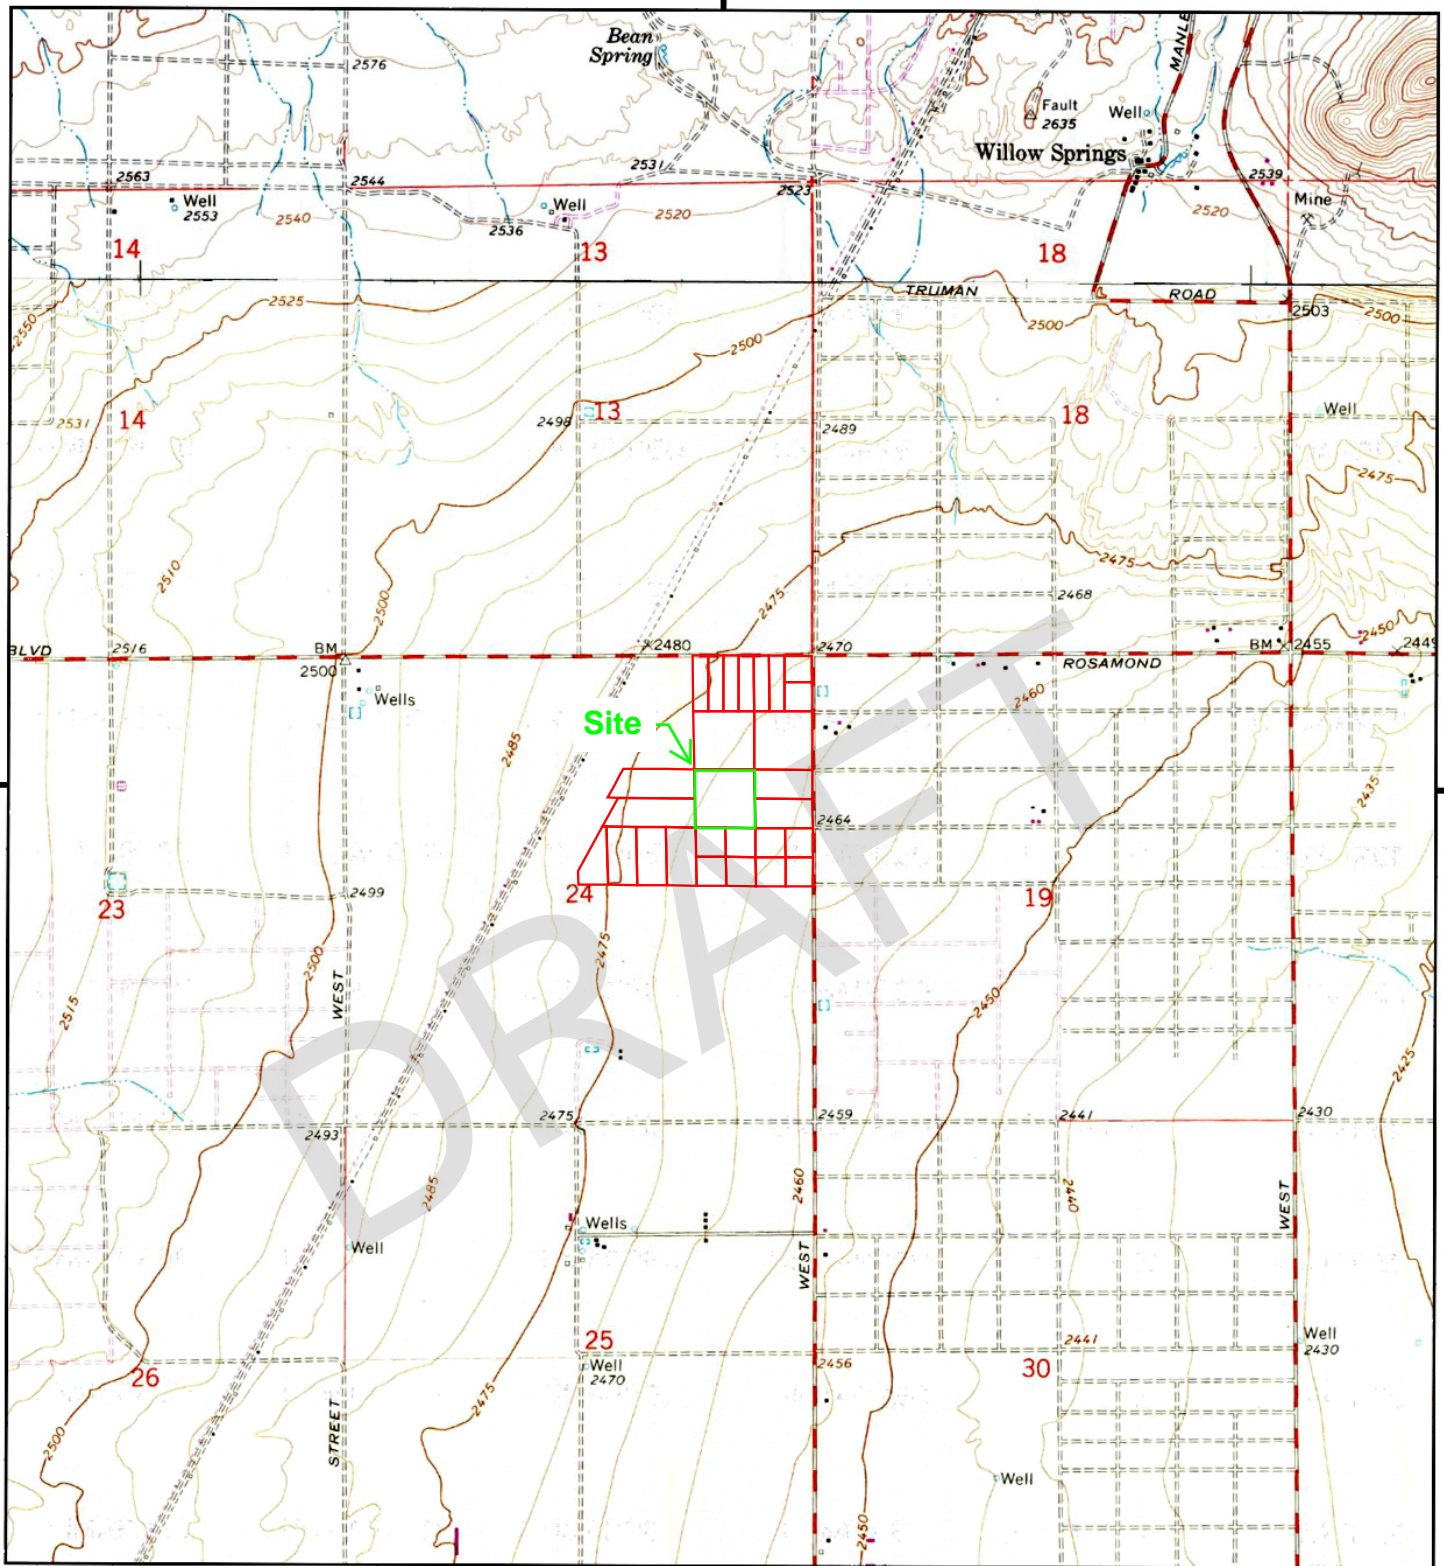 Bean
Spring
MANLE
2576
Fault
2635
Well
Willow Springs
2563
2544
2531
2523
2539
Well
2553
2540
Well
2536
2520
2520
Mine
14
13
18
2525
TRUMAN
ROAD
2503
2550
2500
2500
2500
14
13
18
2531
2498
2489
Well
2475
2510
2500
2475
2475
2468
BLVD
2516
BM
2500
2480
2470
ROSAMOND
BM
2455
2450
2449
Wells
Site
2460
2485
2435
2464
24
23
2499
19
2475
2500
WEST
2515
2450
2425
DRAFT
2475
2459
2441
2430
2493
2485
2460
2440
WEST
Wells
Well
WEST
25
2441
Well
2430
26
Well
2470
2456
30
2475
STREET
2500
Well
2450